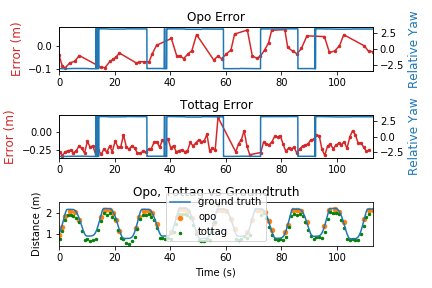 Opo Error
Error (m)
0.0
−0.1
2.5
0.0
−2.5
Relative Yaw
0 20 40 60 80 100
Tottag Error
Error (m)
0.00
−0.25
2.5
0.0
−2.5
Relative Yaw
0 20 40 60 80 100
Opo, Tottag vs Groundtruth
Distance (m)
2
1
ground truth
opo
tottag
0 20 40 60 80 100
Time (s)